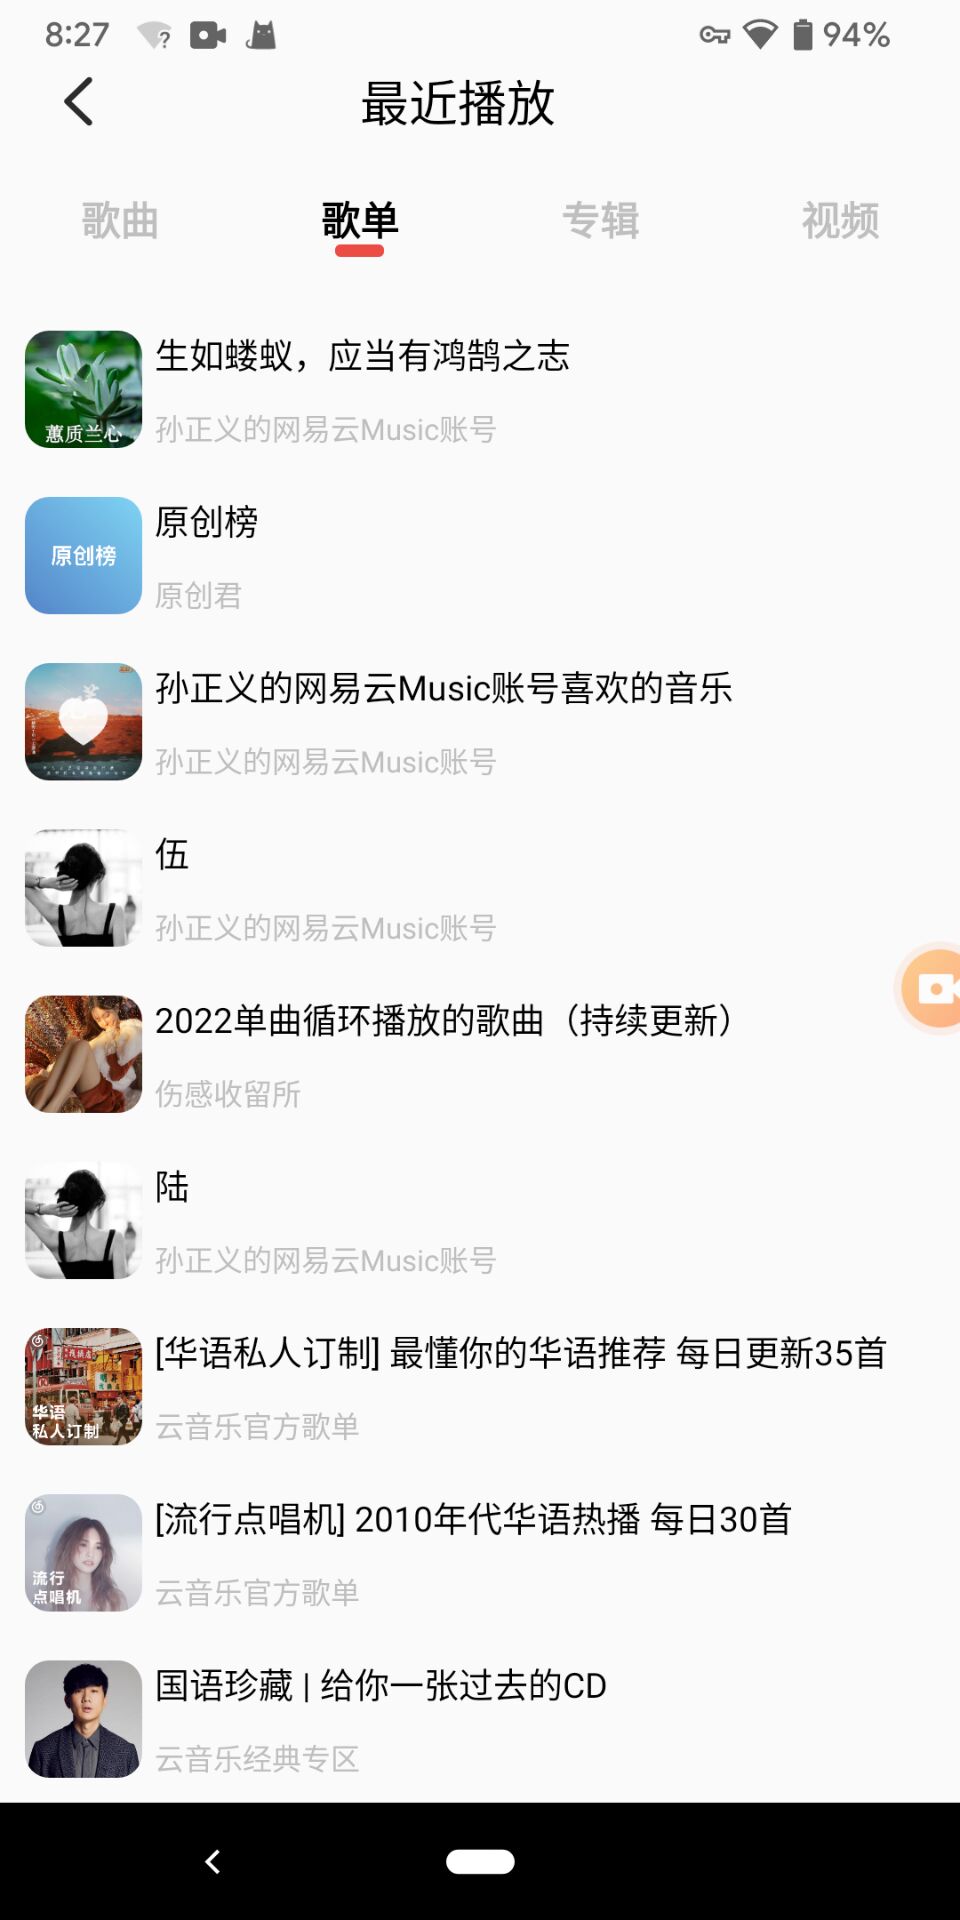 8:27
94%
最近播放
歌曲 歌单 专辑 视频
生如蝼蚁，应当有鸿鹄之志
蕙质兰心
孙正义的网易云Music账号
原创榜
原创榜
原创君
孙正义的网易云Music账号喜欢的音乐
孙正义的网易云Music账号
伍
孙正义的网易云Music账号
2022单曲循环播放的歌曲（持续更新）
伤感收留所
陆
孙正义的网易云Music账号
[华语私人订制] 最懂你的华语推荐 每日更新35首
华语
私人订制
云音乐官方歌单
[流行点唱机] 2010年代华语热播 每日30首
流行
点唱机
云音乐官方歌单
国语珍藏 | 给你一张过去的CD
云音乐经典专区